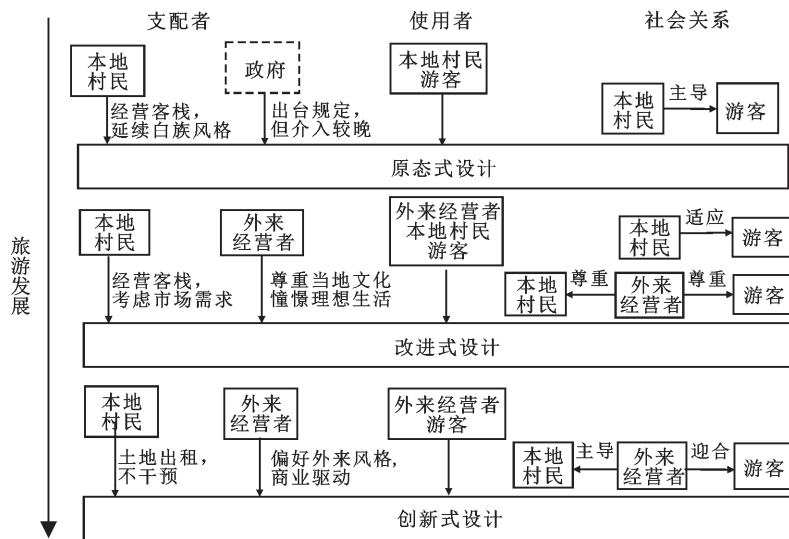 支配者
使用者
社会关系
本地
村民
政府
本地村民
游客
经营客栈，
延续白族风格
出台规定，
但介入较晚
本地
村民
主导
游客
原态式设计
旅游发展
本地
村民
外来
经营者
外来经营者
本地村民
游客
经营客栈，
考虑市场需求
尊重当地文化
憧憬理想生活
本地
村民
适应
游客
本地
村民
尊重
外来
经营者
尊重
游客
改进式设计
本地
村民
外来
经营者
外来经营者
游客
土地出租，
不干预
偏好外来风格，
商业驱动
本地
村民
主导
外来
经营者
迎合
游客
创新式设计